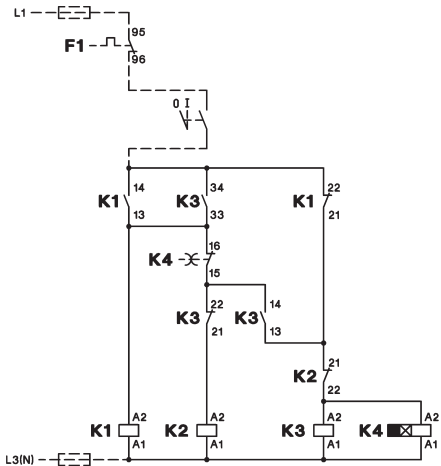 L1
95
F1
96
0 I
14 34 22
K1 K3 K1
13 33 21
16
K4
15
22 14
K3 K3
21 13
21
K2
22
A2 A2 A2 A2
K1 K2 K3 K4
A1 A1 A1 A1
L3(N)